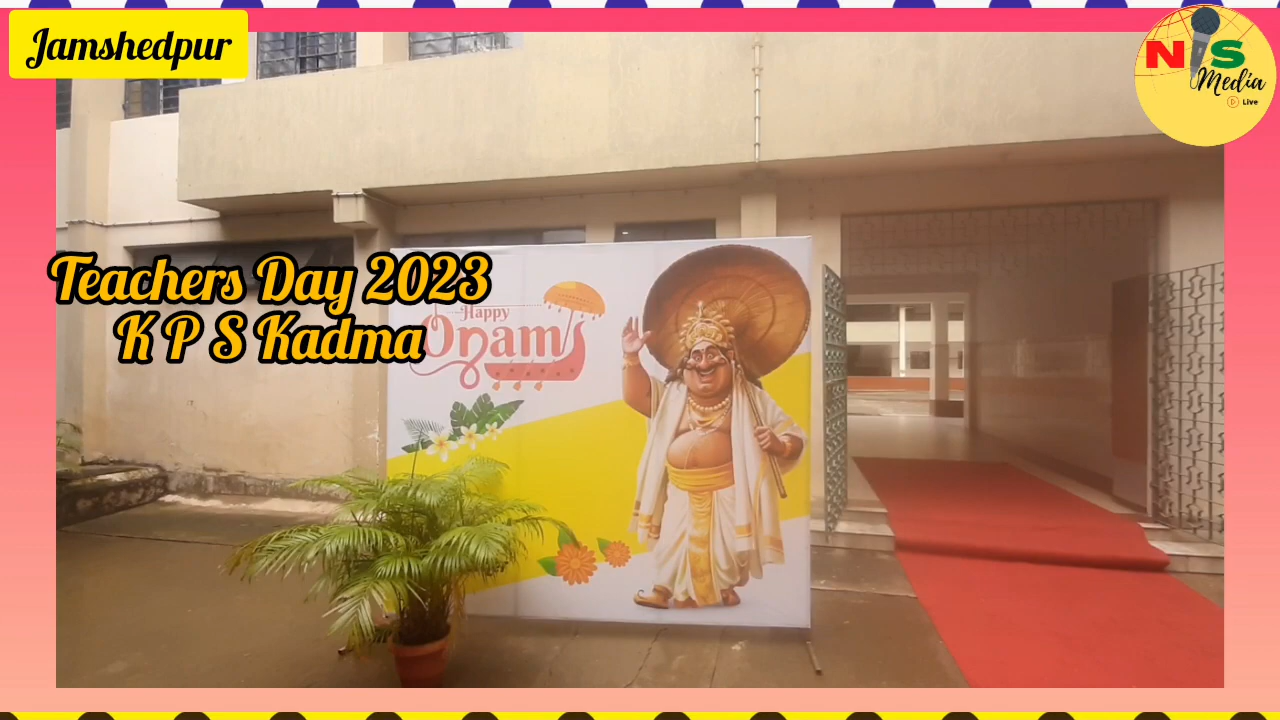 Jamshedpur
NIS
Media
Live
Teachers Day 2023
K P S Kadma
Happy
Onam